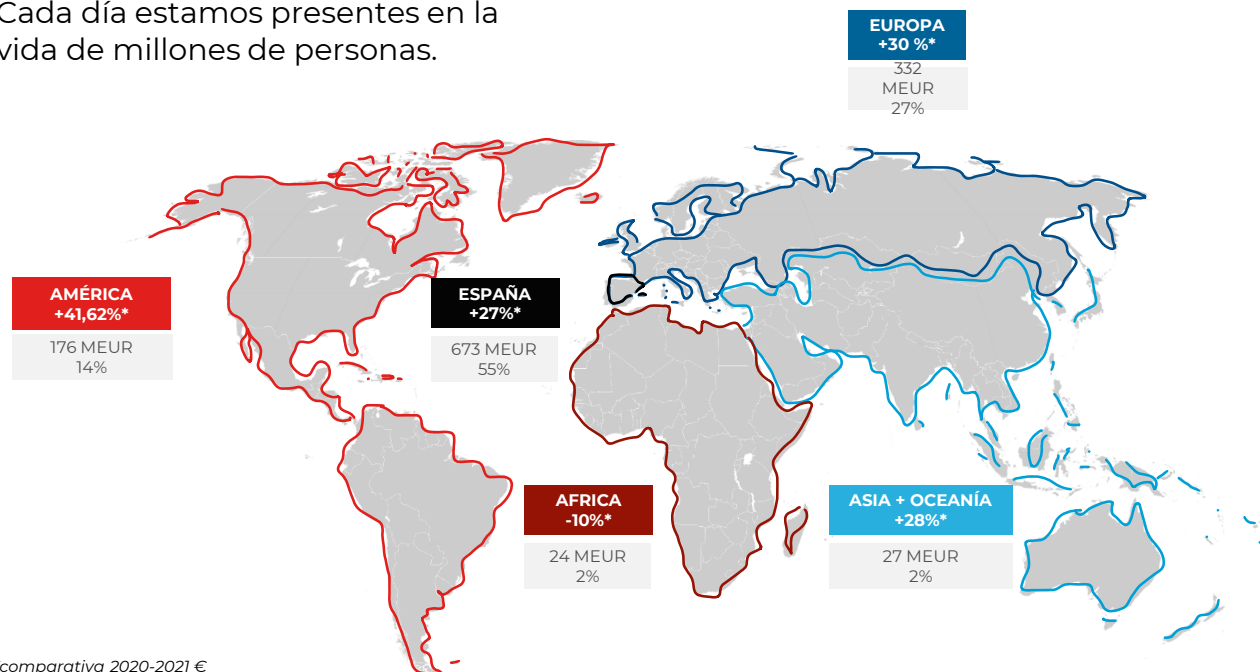 Cada día estamos presentes en la
vida de millones de personas.
EUROPA
+30 %*
332
MEUR
27%
AMÉRICA
+41,62%*
176 MEUR
14%
ESPAÑA
+27%*
673 MEUR
55%
AFRICA
-10%*
24 MEUR
2%
ASIA + OCEANÍA
+28%*
27 MEUR
2%
comparativa 2020-2021 €